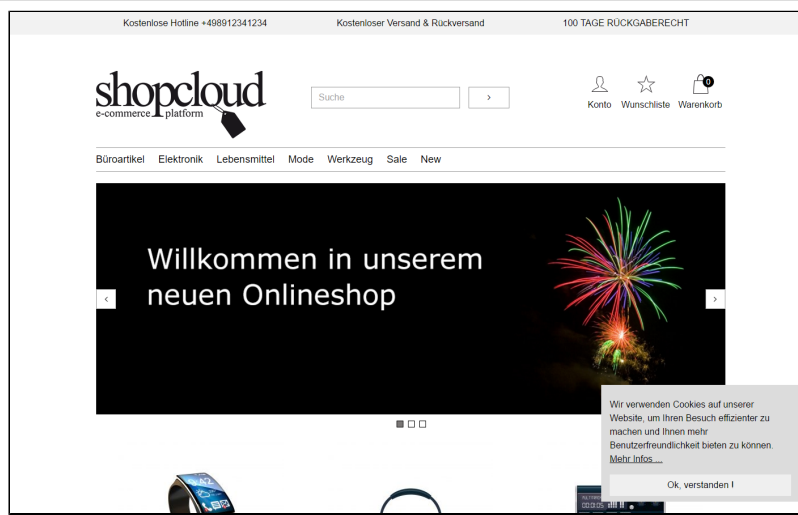 Kostenlose Hotline +498912341234 Kostenloser Versand & Rückversand 100 TAGE RÜCKGABERECHT
shopcloud
e-commerce platform
Suche
0
Konto Wunschliste Warenkorb
Büroartikel Elektronik Lebensmittel Mode Werkzeug Sale New
Willkommen in unserem
neuen Onlineshop
Wir verwenden Cookies auf unserer
Website, um Ihren Besuch effizienter zu
machen und Ihnen mehr
Benutzerfreundlichkeit bieten zu können.
Mehr Infos ...
Ok, verstanden !